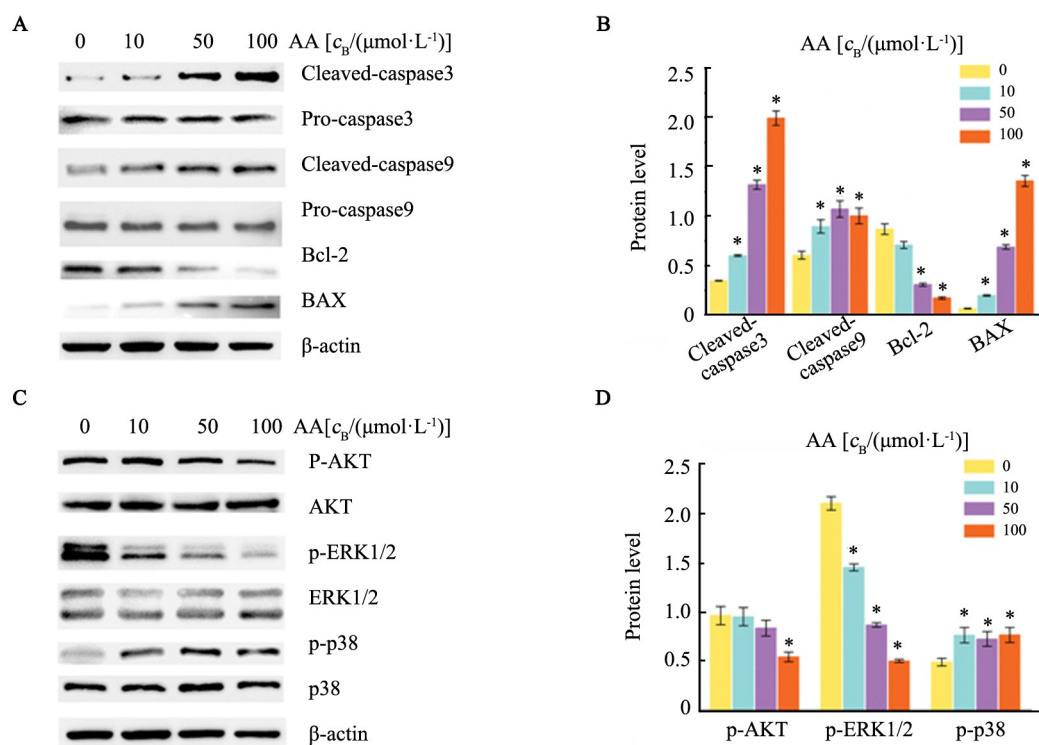 A
0 10 50 100 AA [cB/(μmol·L-1)]
Cleaved-caspase3
Pro-caspase3
Cleaved-caspase9
Pro-caspase9
Bcl-2
BAX
β-actin
B
AA [cB/(μmol·L-1)]
Protein level
2.5
2.0
1.5
1.0
0.5
0
0
10
50
100
* * *
* * *
* *
* * *
Cleaved-
caspase3
Cleaved-
caspase9
Bcl-2
BAX
C
0 10 50 100 AA[cB/(μmol·L-1)]
P-AKT
AKT
p-ERK1/2
ERK1/2
p-p38
p38
β-actin
D
AA [cB/(μmol·L-1)]
Protein level
2.5
2.0
1.5
1.0
0.5
0
0
10
50
100
*
* * *
* * *
p-AKT p-ERK1/2 p-p38